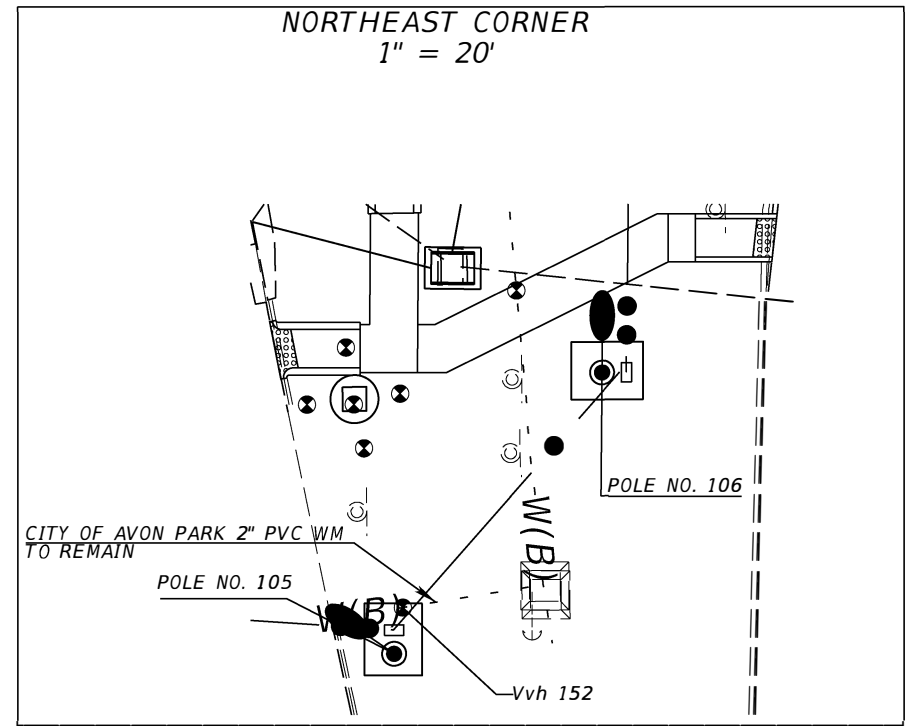 NORTHEAST CORNER
1" = 20'
POLE NO. 106
W(B)
CITY OF AVON PARK 2" PVC WM
TO REMAIN
POLE NO. 105
W(B)
Vvh 152